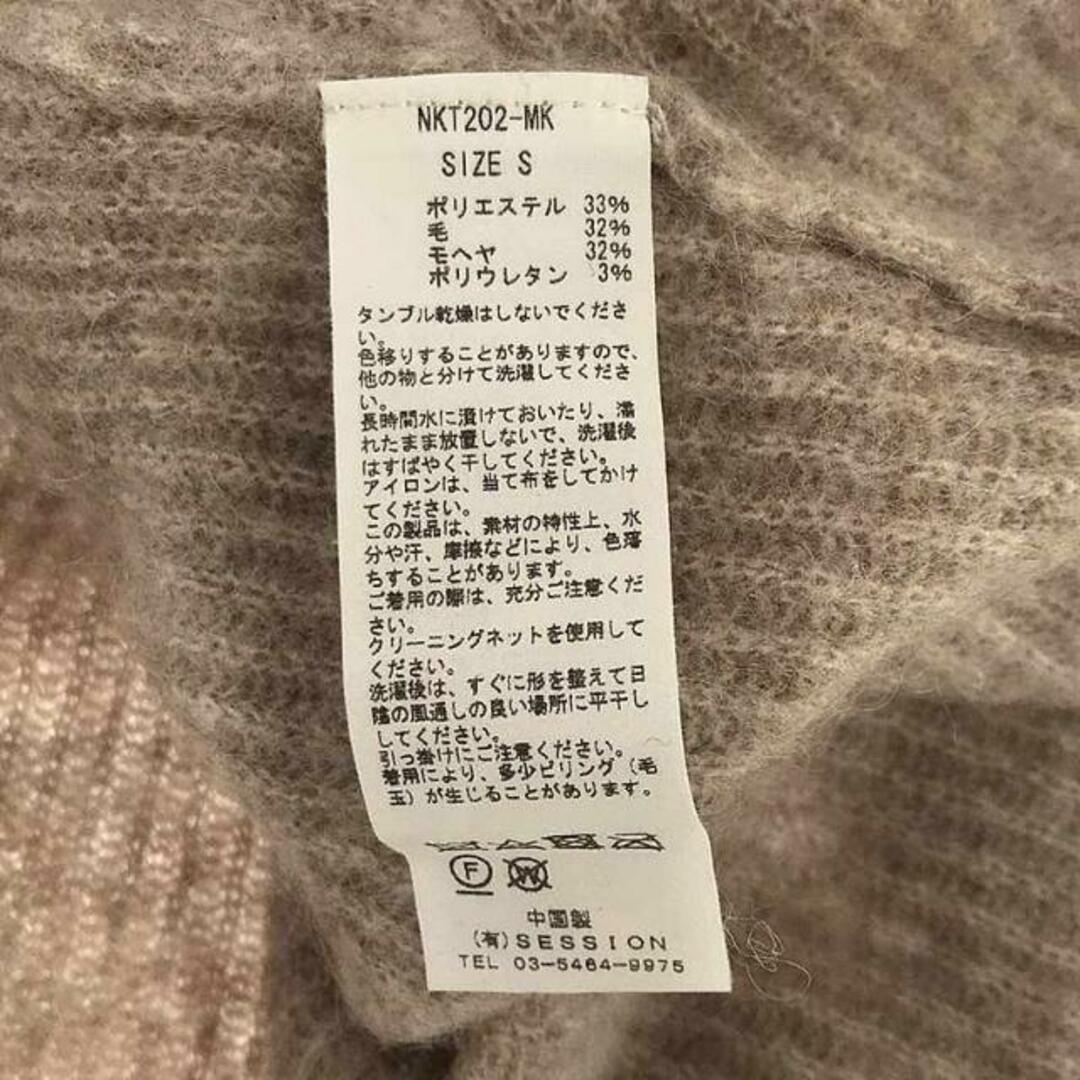 NKT202-MK
SIZE S
ポリエステル 33%
毛 32%
モヘヤ 32%
ポリウレタン 3%
タンブル乾燥はしないでくださ
い。
色移りすることがありますので、
他の物と分けて洗濯してくださ
い。
長時間水に漬けておいたり、濡
れたまま放置しないで、洗濯後
はすばやく干してください。
アイロンは、当て布をしてかけ
てください。
この製品は、素材の特性上、水
分や汗、摩擦などにより、色落
ちすることがあります。
ご着用の際は、充分ご注意くだ
さい。
クリーニングネットを使用して
ください。
洗濯後は、すぐに形を整えて日
陰の風通しの良い場所に平干し
してください。
引っ掛けにご注意ください。
着用により、多少ピリング（毛
玉）が生じることがあります。
F W
中国製
(有)SESSION
TEL 03-5464-9975